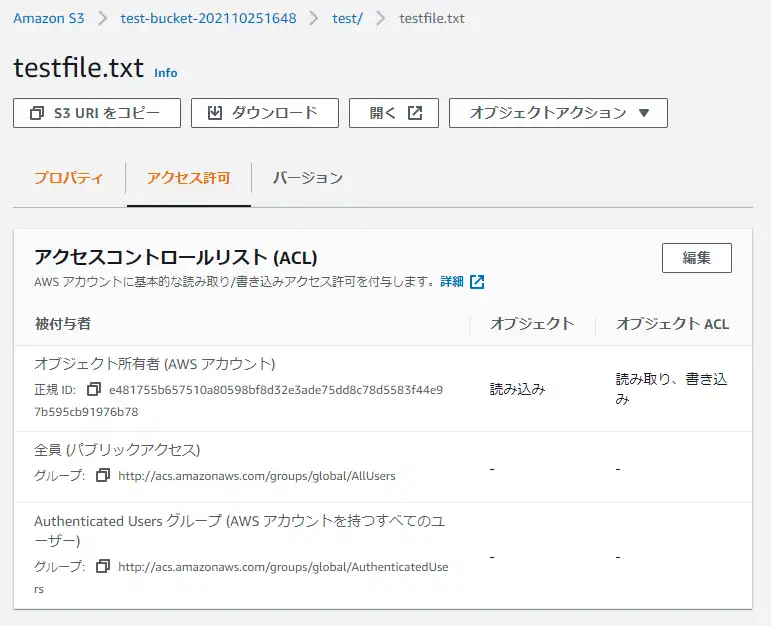 Amazon S3 > test-bucket-202110251648 > test/ > testfile.txt
testfile.txt Info
S3 URI をコピー ダウンロード 開く オブジェクトアクション ▼
プロパティ アクセス許可 バージョン
アクセスコントロールリスト (ACL) 編集
AWS アカウントに基本的な読み取り/書き込みアクセス許可を付与します。詳細
被付与者 オブジェクト オブジェクト ACL
オブジェクト所有者 (AWS アカウント)
正規 ID: e481755b657510a80598bf8d32e3ade75dd8c78d5583f44e9
7b595cb91976b78
読み込み
読み取り、書き込
み
全員 (パブリックアクセス)
グループ: http://acs.amazonaws.com/groups/global/AllUsers
- -
Authenticated Users グループ (AWS アカウントを持つすべてのユ
ーザー)
グループ: http://acs.amazonaws.com/groups/global/AuthenticatedUse
rs
- -